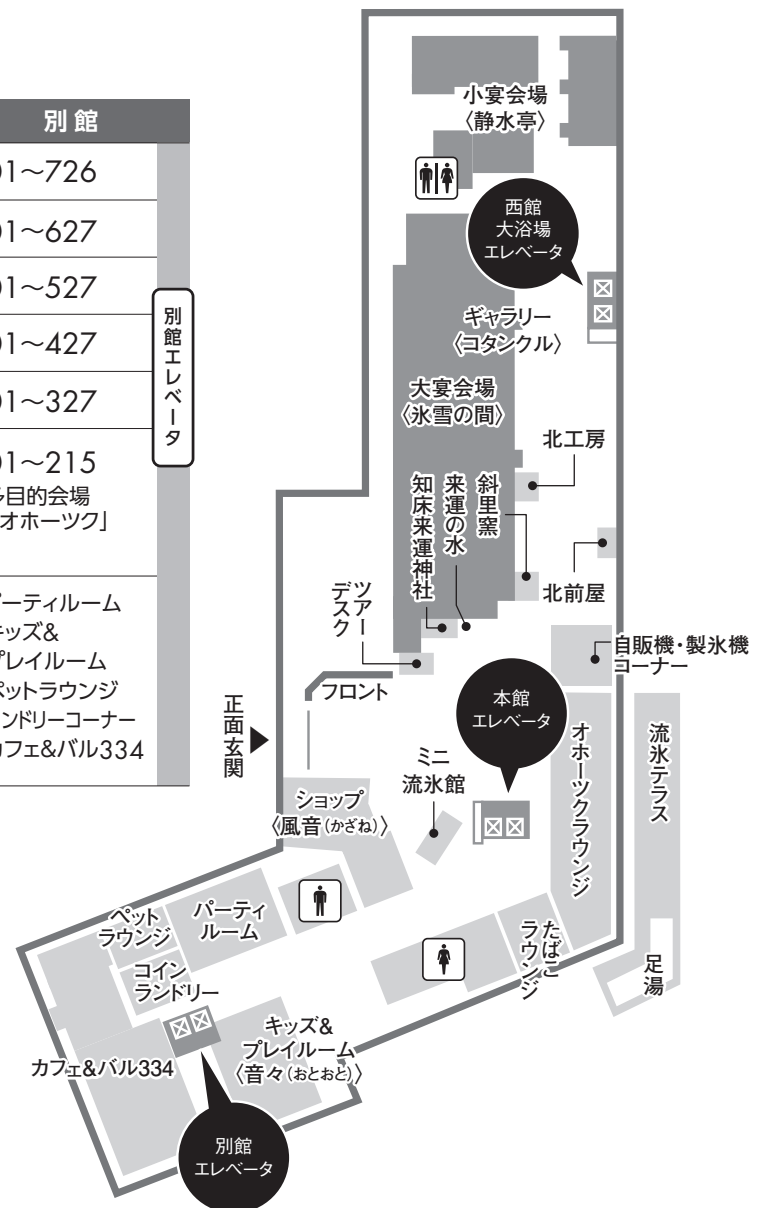 別館
01〜726
01〜627
01〜527
01〜427
01〜327
01〜215
多目的会場
「オホーツク」
パーティルーム
キッズ&
プレイルーム
ペットラウンジ
ランドリーコーナー
カフェ&バル334
別館エレベータ
小宴会場
〈静水亭〉
西館
大浴場
エレベータ
ギャラリー
〈コタンクル〉
大宴会場
〈氷雪の間〉
北工房
斜里窯
来運の水
知床来運神社
北前屋
ツアー
デスク
自販機・製氷機
コーナー
フロント
正面玄関
本館
エレベータ
ミニ
流氷館
オホーツクラウンジ
流氷テラス
ショップ
〈風音(かざね)〉
ペット
ラウンジ
パーティ
ルーム
コイン
ランドリー
たばこ
ラウンジ
足湯
キッズ&
プレイルーム
〈音々(おとおと)〉
カフェ&バル334
別館
エレベータ